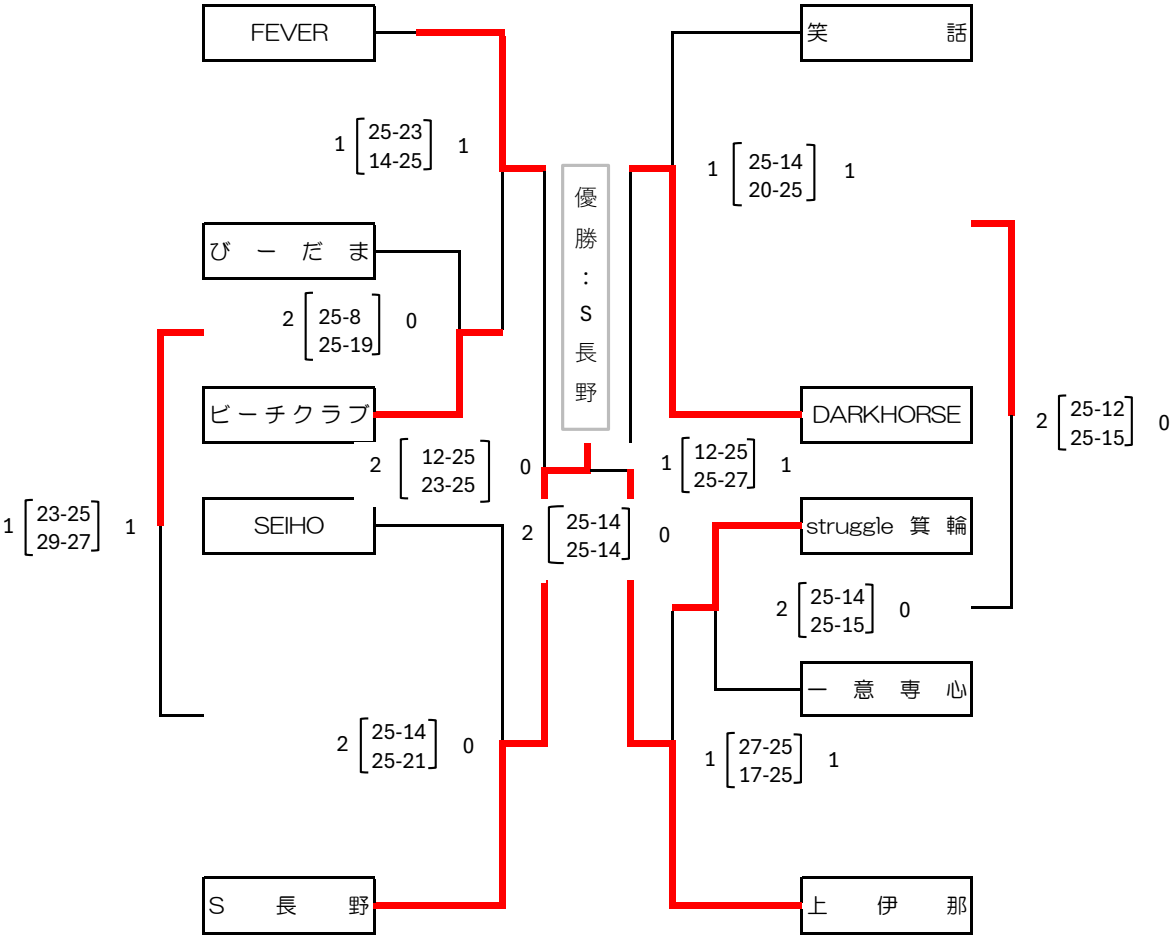 FEVER
笑 話
1 25-23 1
14-25
1 25-14 1
20-25
優勝：S長野
びーだま
2 25-8 0
25-19
ビーチクラブ
DARKHORSE
2 25-12 0
25-15
2 12-25 0
23-25
1 12-25 1
25-27
1 23-25 1
29-27
SEIHO
2 25-14 0
25-14
struggle 箕輪
2 25-14 0
25-15
一意専心
2 25-14 0
25-21
1 27-25 1
17-25
S 長 野
上 伊 那